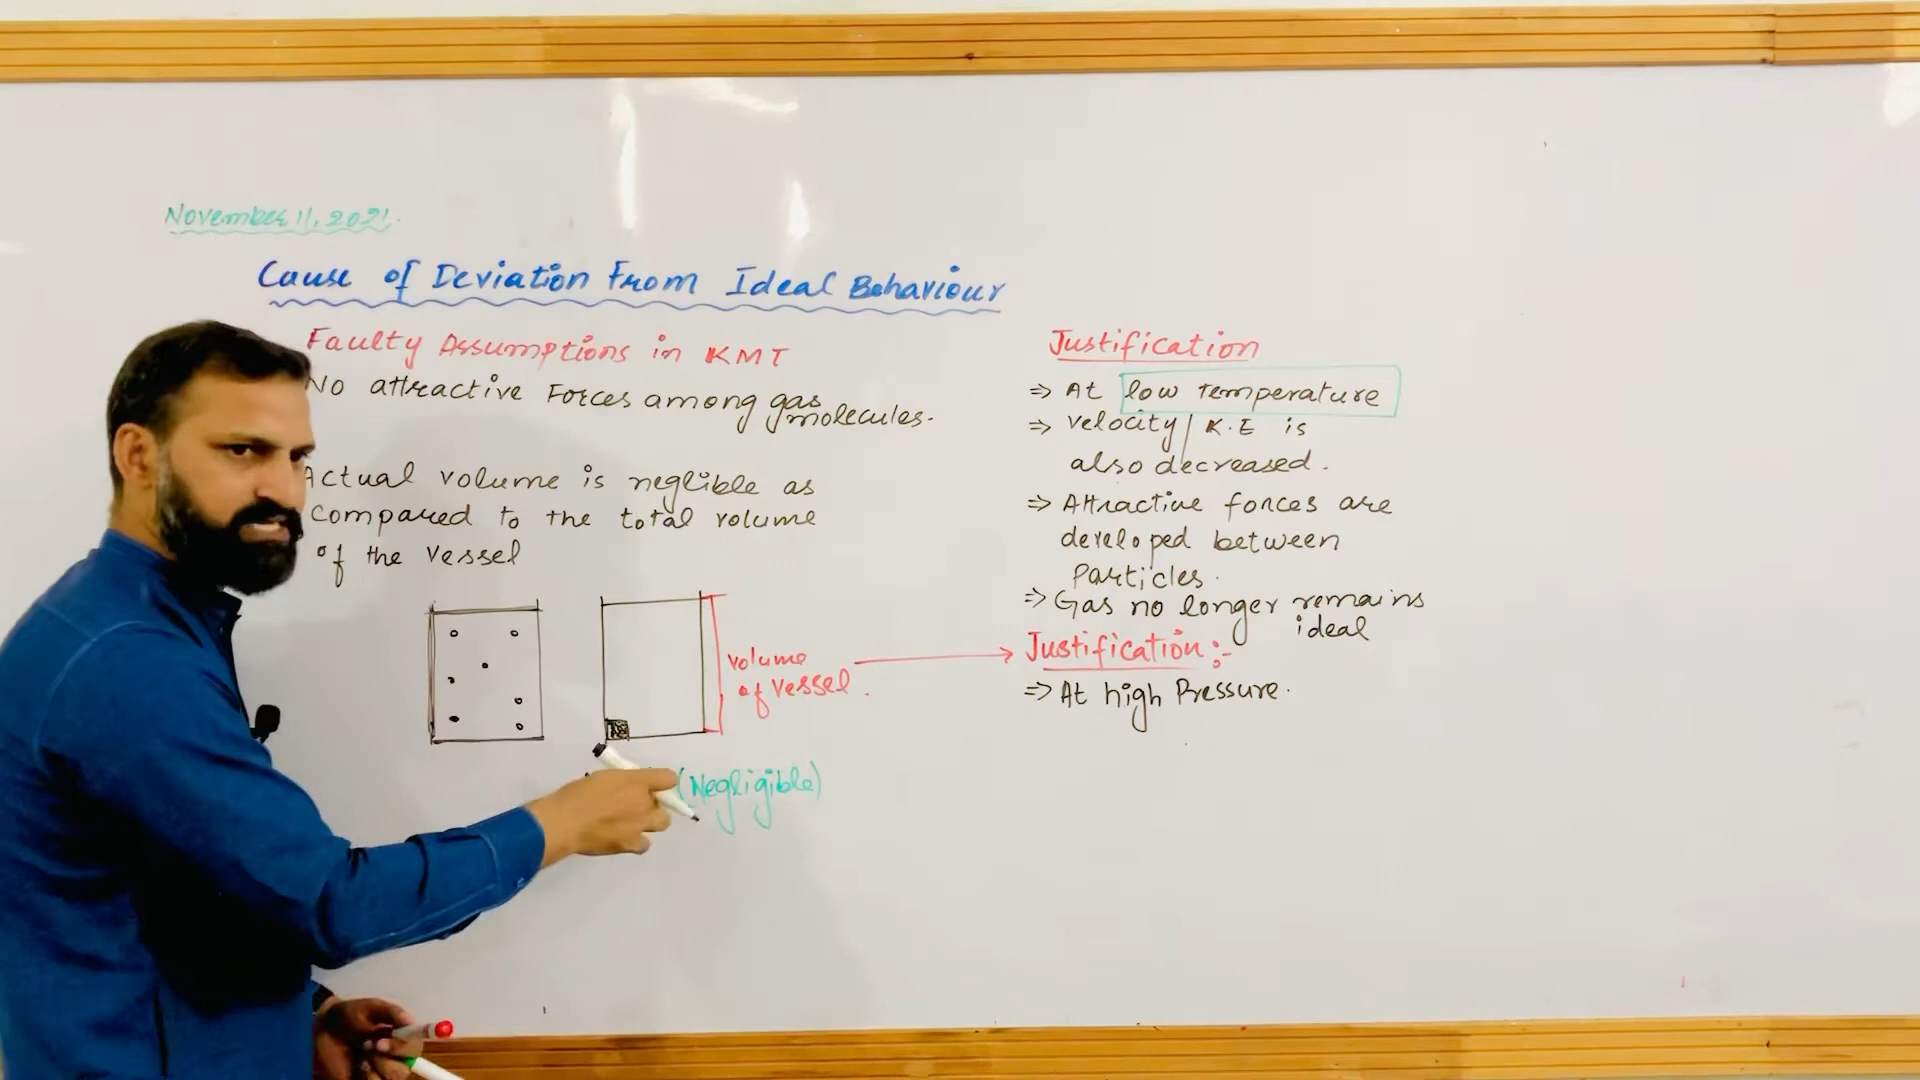 November 11, 2021.
Cause of Deviation From Ideal Behaviour
Faulty Assumptions in KMT
No attractive Forces among gas
molecules.
Actual volume is neglible as
compared to the total volume
of the vessel
volume
of vessel.
(Negligible)
Justification
⇒ At low temperature
⇒ velocity/ K.E is
also decreased.
⇒ Attractive forces are
developed between
Particles.
⇒ Gas no longer remains
ideal
Justification:-
⇒ At high Pressure.